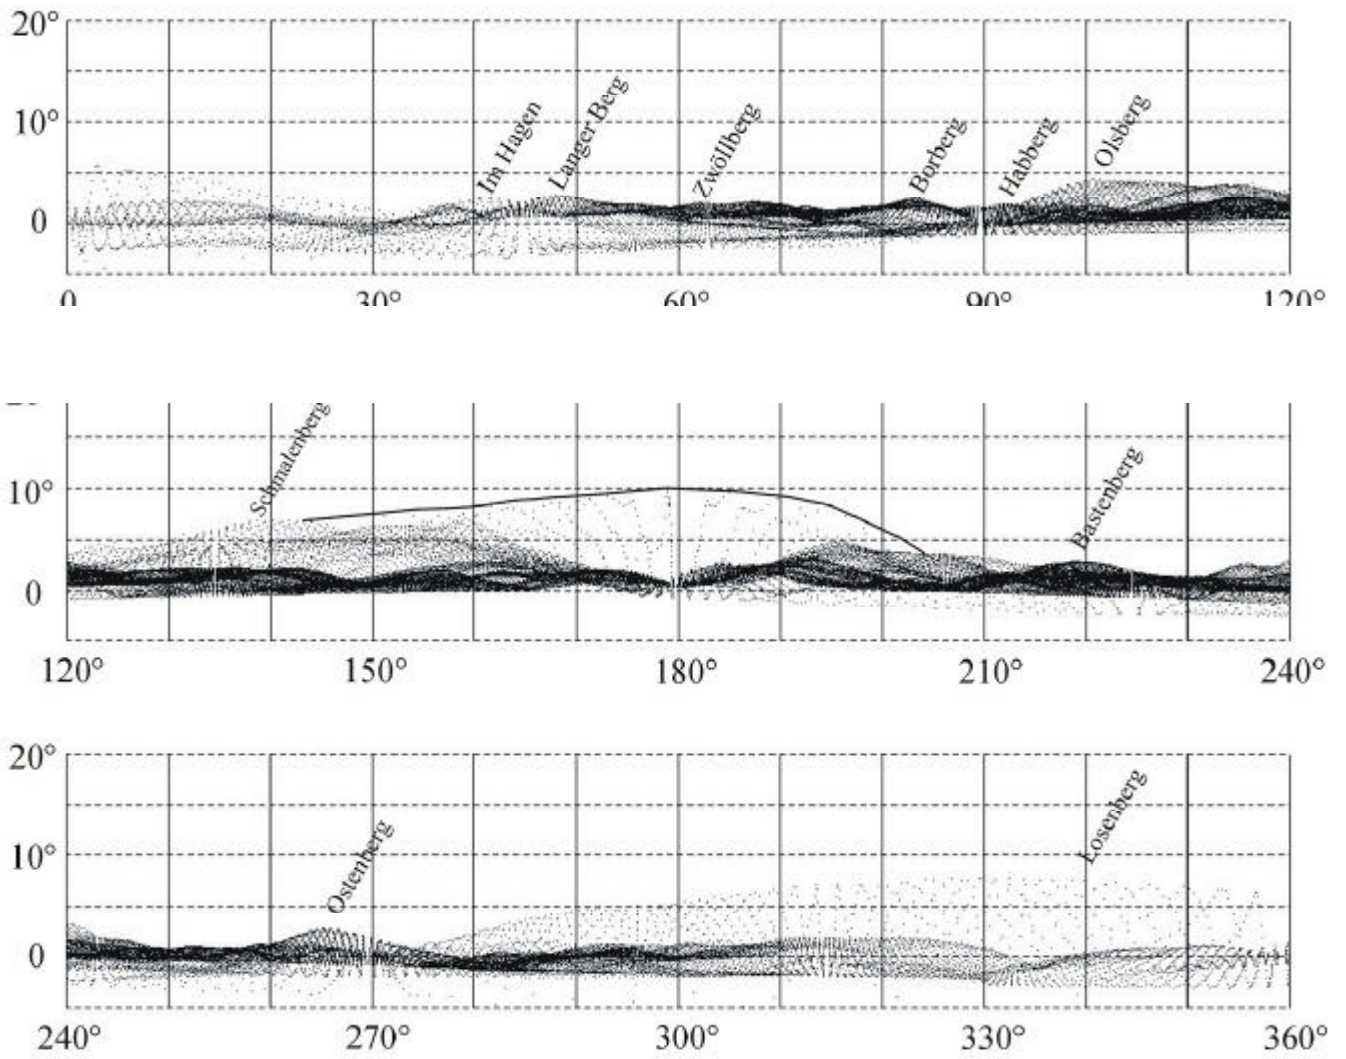 20°
10°
0
Im Hagen
Langer Berg
Zwöllberg
Borberg
Habberg
Olsberg
0 30° 60° 90° 120°
Schmalenberg
10°
0
Bastenberg
120° 150° 180° 210° 240°
20°
10°
0
Ostenberg
Losenberg
240° 270° 300° 330° 360°